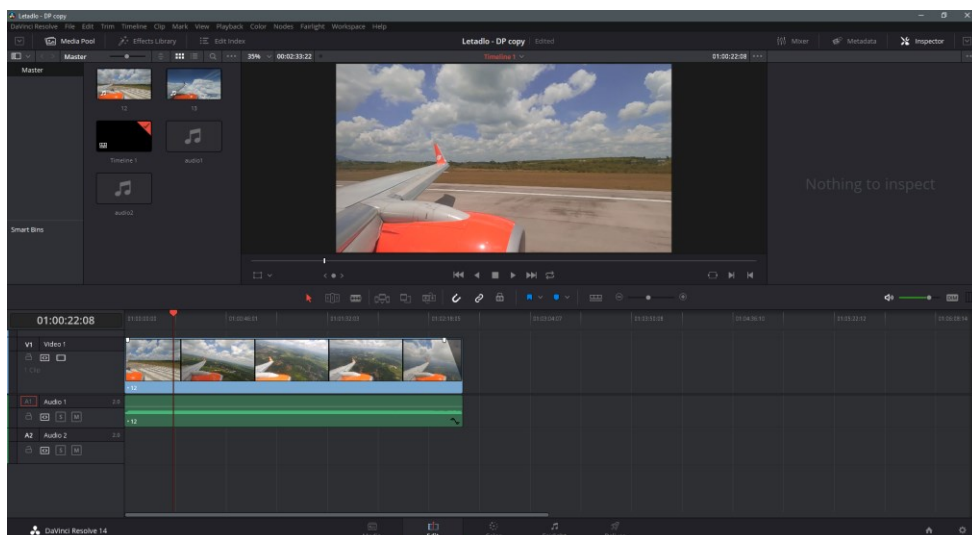 Letadlo - DP copy
DaVinci Resolve File Edit Trim Timeline Clip Mark View Playback Color Nodes Fairlight Workspace Help
Media Pool Effects Library Edit Index Letadlo - DP copy Edited Mixer Metadata Inspector
Master 35% 00:02:33:22 Timeline 1 01:00:22:08
Master
12
Timeline 1 audio1
audio2
Nothing to inspect
Smart Bins
01:00:22:08
V1 Video 1
1 Clip
12
A1 Audio 1 2.0
S M
12
A2 Audio 2 2.0
S M
DaVinci Resolve 14
Edit